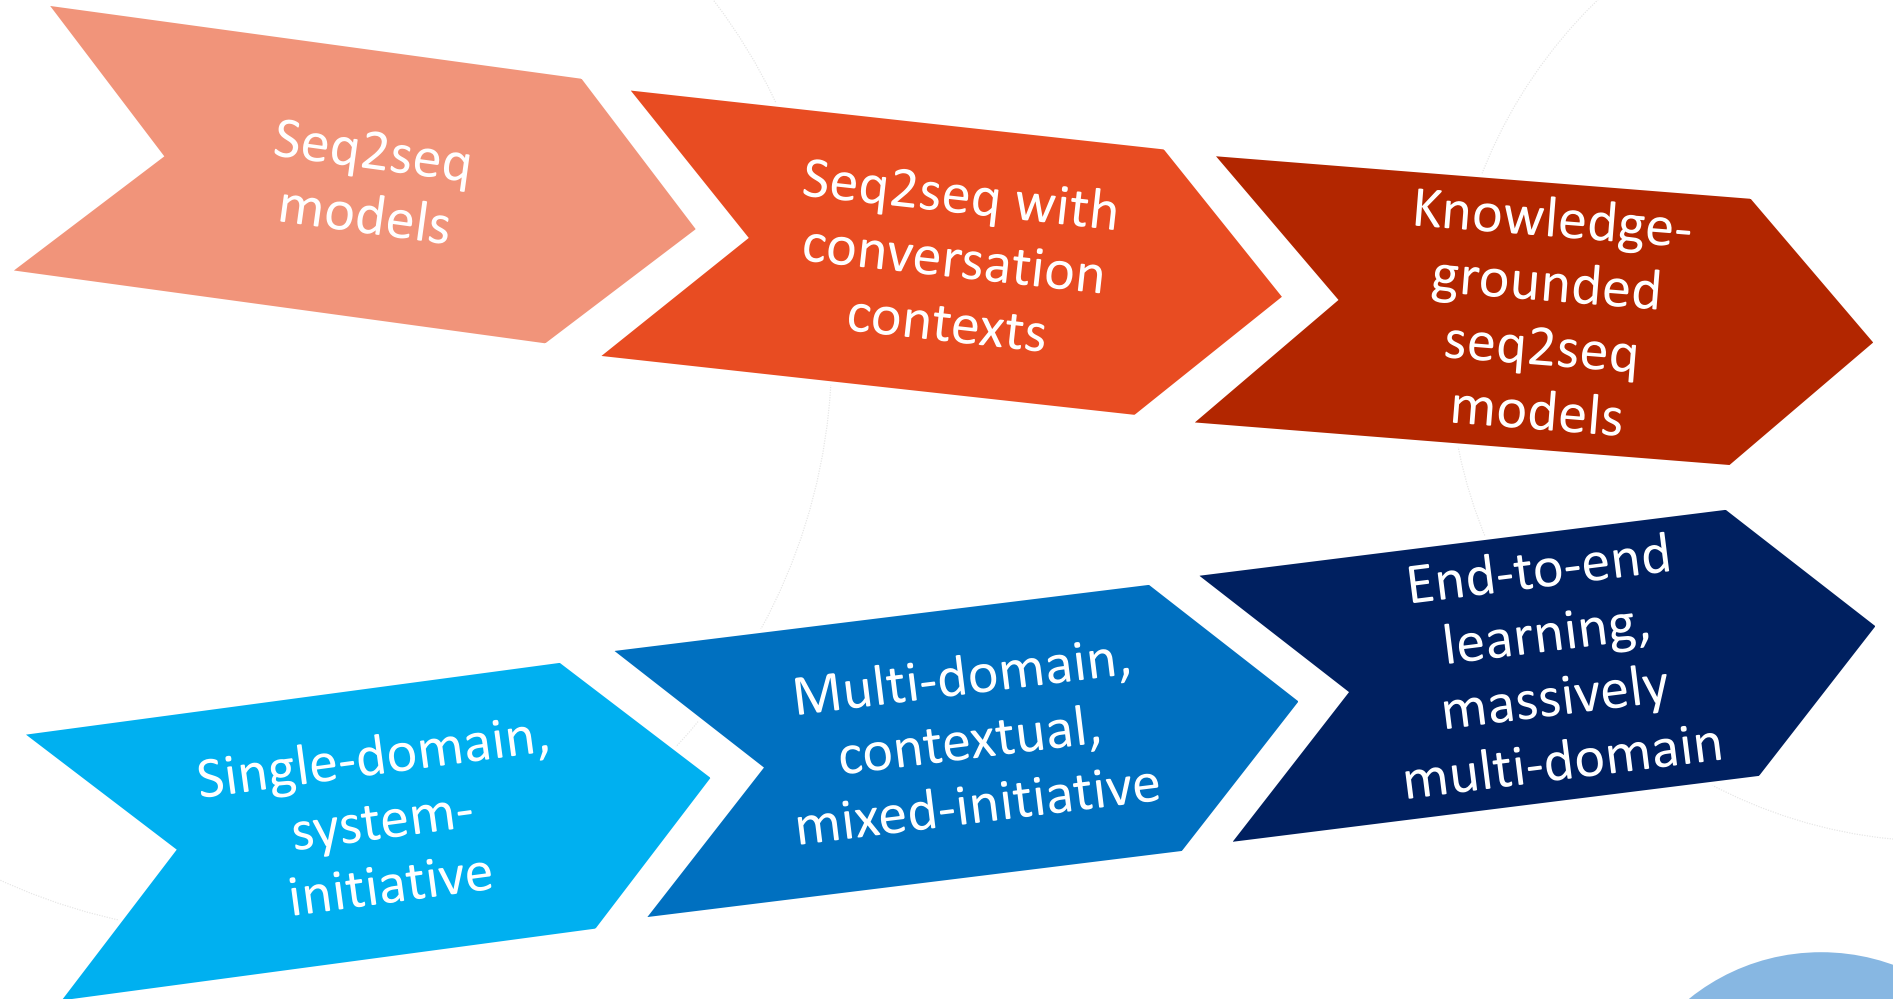 Seq2seq
models
Seq2seq with
conversation
contexts
Knowledge-
grounded
seq2seq
models
Single-domain,
system-
initiative
Multi-domain,
contextual,
mixed-initiative
End-to-end
learning,
massively
multi-domain